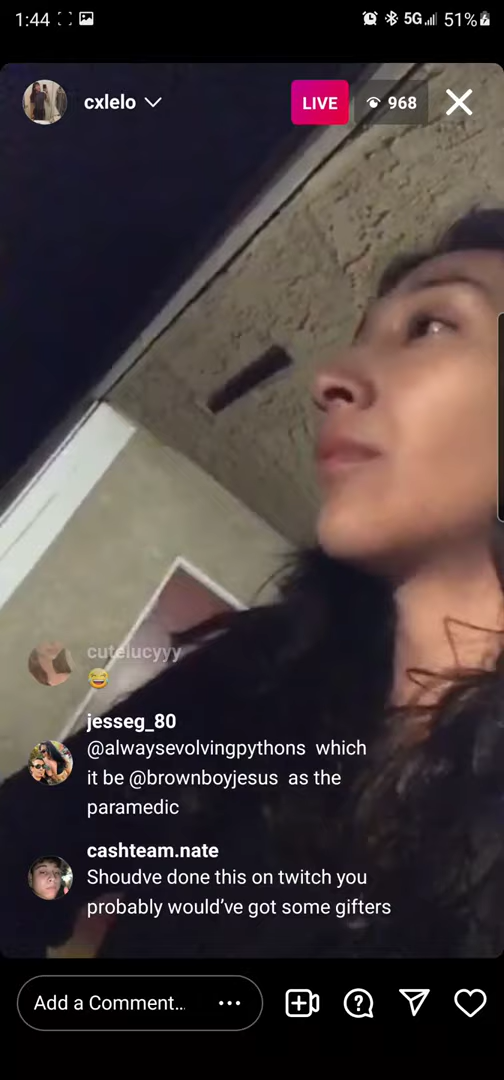 1:44 5G 51%
cxlelo LIVE 968
cutelucyyy
😂
jesseg_80
@alwaysevolvingpythons which
it be @brownboyjesus as the
paramedic
cashteam.nate
Shoudve done this on twitch you
probably would’ve got some gifters
Add a Comment...